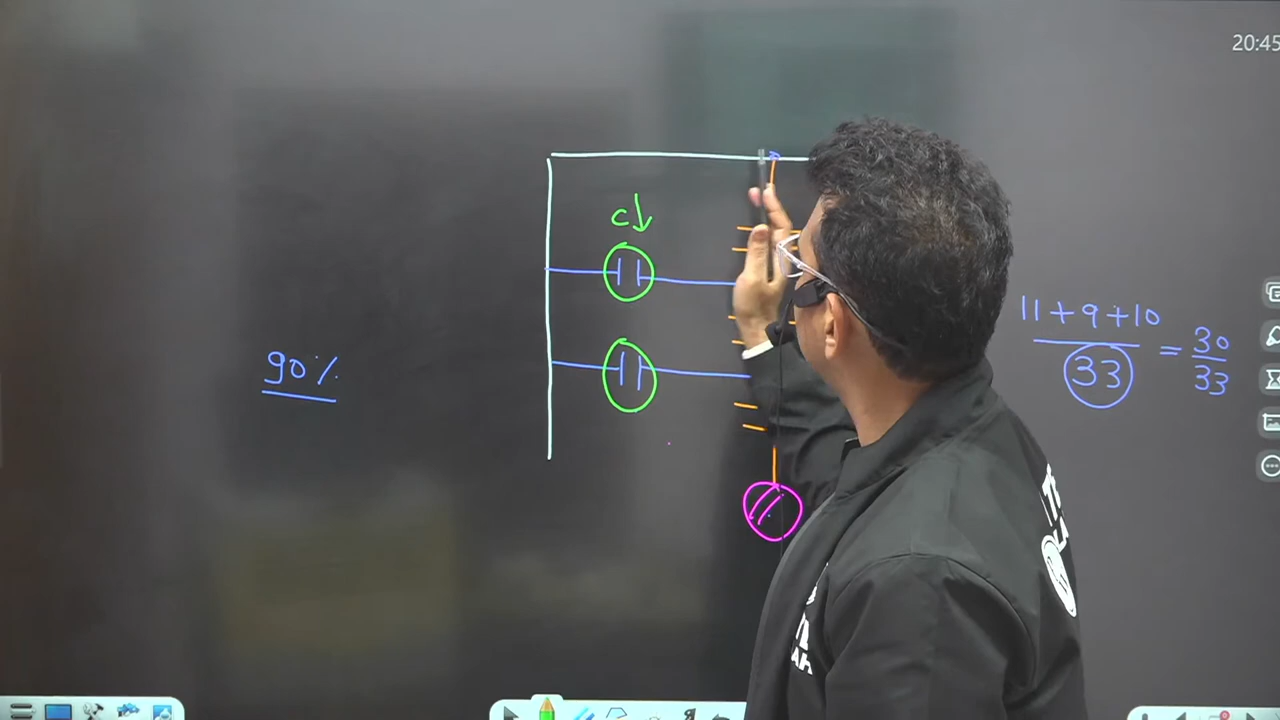 20:45
C↓
11 + 9 + 10
33
= 30
33
90%